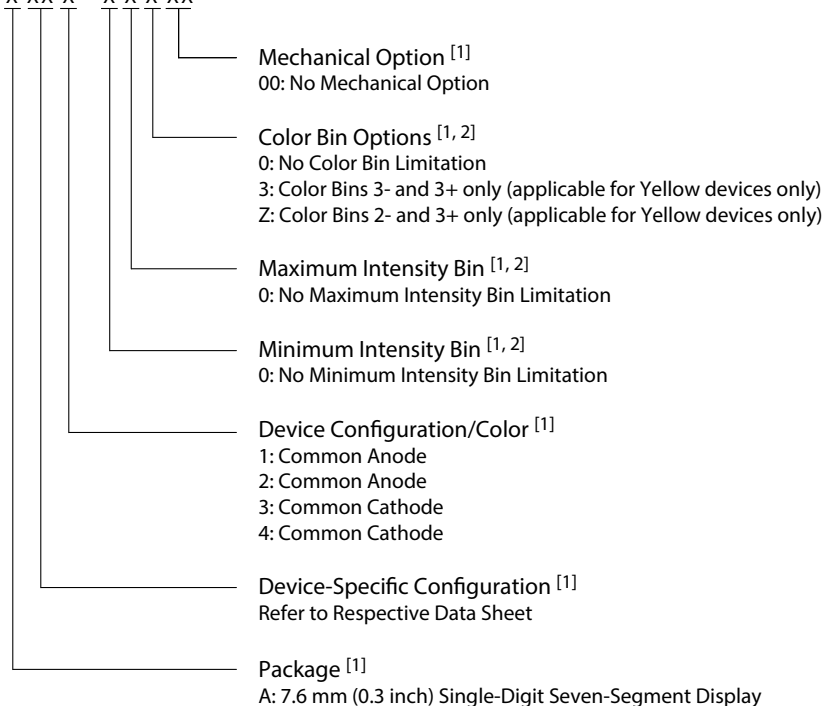 Mechanical Option [1]
00: No Mechanical Option
Color Bin Options [1, 2]
0: No Color Bin Limitation
3: Color Bins 3- and 3+ only (applicable for Yellow devices only)
Z: Color Bins 2- and 3+ only (applicable for Yellow devices only)
Maximum Intensity Bin [1, 2]
0: No Maximum Intensity Bin Limitation
Minimum Intensity Bin [1, 2]
0: No Minimum Intensity Bin Limitation
Device Configuration/Color [1]
1: Common Anode
2: Common Anode
3: Common Cathode
4: Common Cathode
Device-Specific Configuration [1]
Refer to Respective Data Sheet
Package [1]
A: 7.6 mm (0.3 inch) Single-Digit Seven-Segment Display